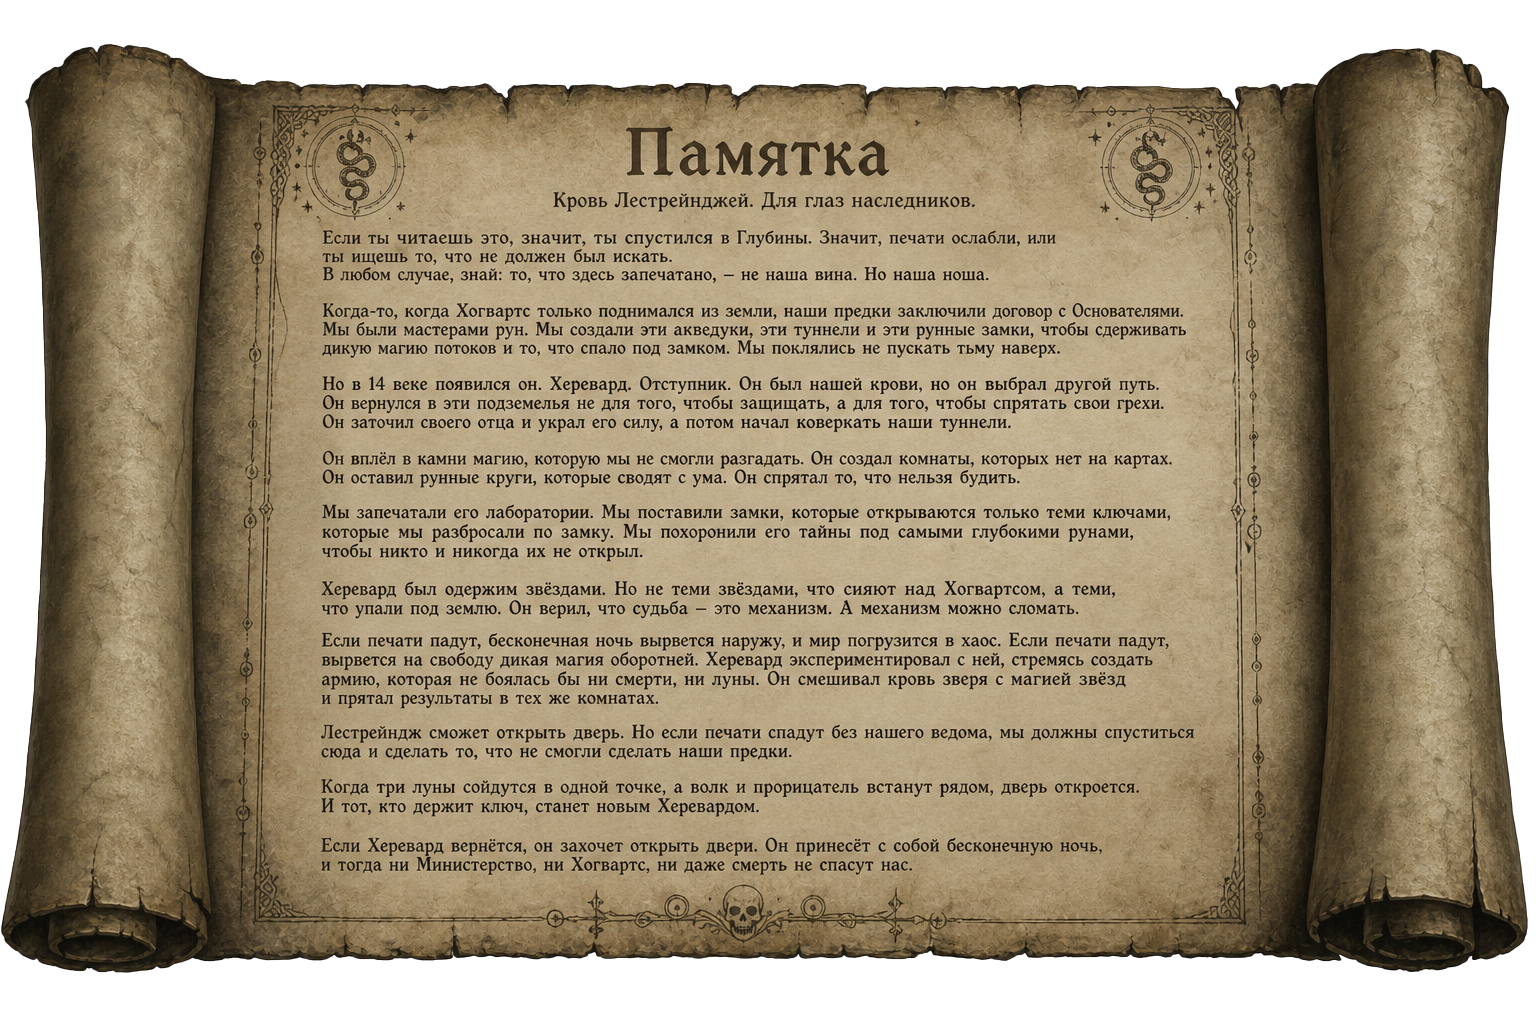 Памятка
Кровь Лестрейнджей. Для глаз наследников.
Если ты читаешь это, значит, ты спустился в Глубины. Значит, печати ослабли, или
ты ищешь то, что не должен был искать.
В любом случае, знай: то, что здесь запечатано, – не наша вина. Но наша ноша.
Когда-то, когда Хогвартс только поднимался из земли, наши предки заключили договор с Основателями.
Мы были мастерами рун. Мы создали эти акведуки, эти туннели и эти рунные замки, чтобы сдерживать
дикую магию потоков и то, что спало под замком. Мы поклялись не пускать тьму наверх.
Но в 14 веке появился он. Херевард. Отступник. Он был нашей крови, но он выбрал другой путь.
Он вернулся в эти подземелья не для того, чтобы защищать, а для того, чтобы спрятать свои грехи.
Он заточил своего отца и украл его силу, а потом начал коверкать наши туннели.
Он вплёл в камни магию, которую мы не смогли разгадать. Он создал комнаты, которых нет на картах.
Он оставил рунные круги, которые сводят с ума. Он спрятал то, что нельзя будить.
Мы запечатали его лаборатории. Мы поставили замки, которые открываются только теми ключами,
которые мы разбросали по замку. Мы похоронили его тайны под самыми глубокими рунами,
чтобы никто и никогда их не открыл.
Херевард был одержим звёздами. Но не теми звёздами, что сияют над Хогвартсом, а теми,
что упали под землю. Он верил, что судьба – это механизм. А механизм можно сломать.
Если печати падут, бесконечная ночь вырвется наружу, и мир погрузится в хаос. Если печати падут,
вырвется на свободу дикая магия оборотней. Херевард экспериментировал с ней, стремясь создать
армию, которая не боялась бы ни смерти, ни луны. Он смешивал кровь зверя с магией звёзд
и прятал результаты в тех же комнатах.
Лестрейндж сможет открыть дверь. Но если печати спадут без нашего ведома, мы должны спуститься
сюда и сделать то, что не смогли сделать наши предки.
Когда три луны сойдутся в одной точке, а волк и прорицатель встанут рядом, дверь откроется.
И тот, кто держит ключ, станет новым Херевардом.
Если Херевард вернётся, он захочет открыть двери. Он принесёт с собой бесконечную ночь,
и тогда ни Министерство, ни Хогвартс, ни даже смерть не спасут нас.